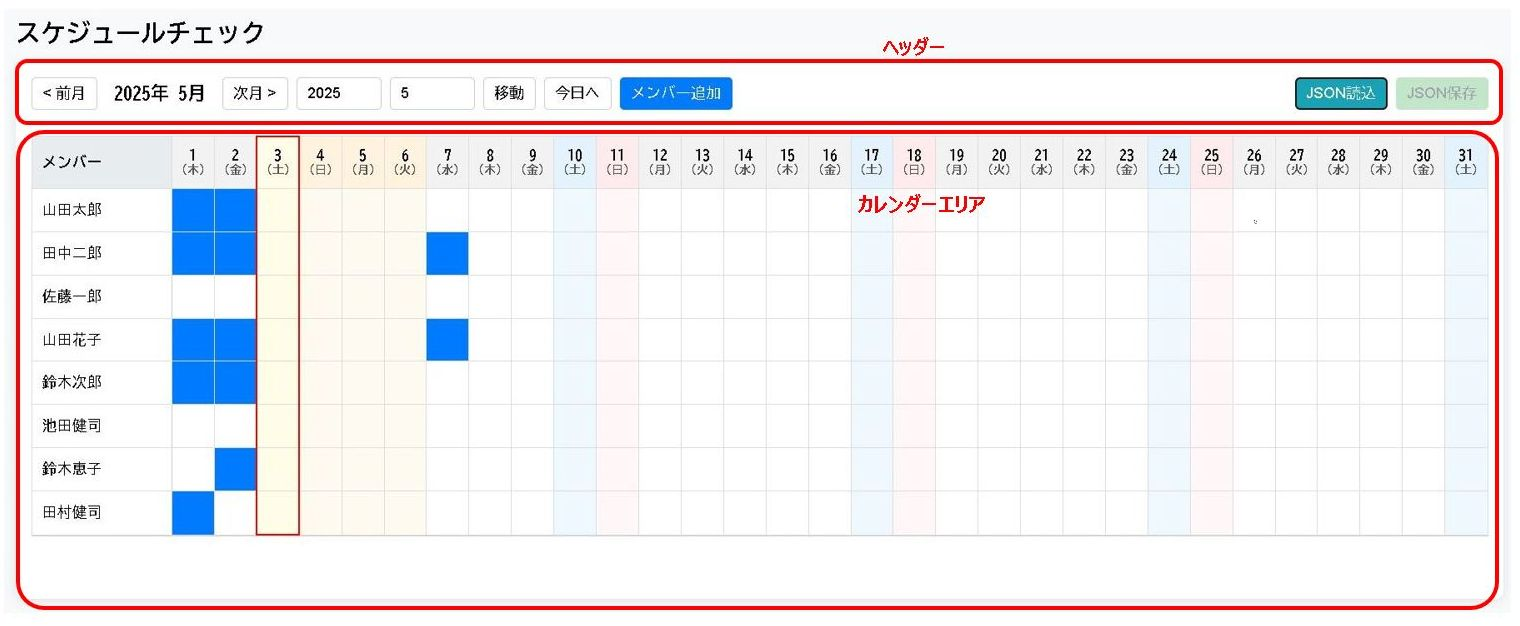 スケジュールチェック
ヘッダー
< 前月 2025年 5月 次月 > 2025 5 移動 今日へ メンバー追加 JSON読込 JSON保存
メンバー 1 2 3 4 5 6 7 8 9 10 11 12 13 14 15 16 17 18 19 20 21 22 23 24 25 26 27 28 29 30 31
(木) (金) (土) (日) (月) (火) (水) (木) (金) (土) (日) (月) (火) (水) (木) (金) (土) (日) (月) (火) (水) (木) (金) (土) (日) (月) (火) (水) (木) (金) (土)
カレンダーエリア
山田太郎
田中二郎
佐藤一郎
山田花子
鈴木次郎
池田健司
鈴木恵子
田村健司